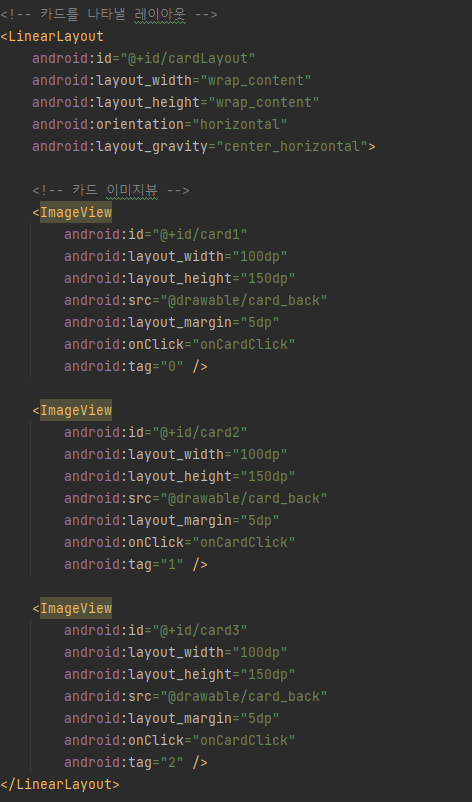 <!-- 카드를 나타낼 레이아웃 -->
<LinearLayout
    android:id="@+id/cardLayout"
    android:layout_width="wrap_content"
    android:layout_height="wrap_content"
    android:orientation="horizontal"
    android:layout_gravity="center_horizontal">

    <!-- 카드 이미지뷰 -->
    <ImageView
        android:id="@+id/card1"
        android:layout_width="100dp"
        android:layout_height="150dp"
        android:src="@drawable/card_back"
        android:layout_margin="5dp"
        android:onClick="onCardClick"
        android:tag="0" />

    <ImageView
        android:id="@+id/card2"
        android:layout_width="100dp"
        android:layout_height="150dp"
        android:src="@drawable/card_back"
        android:layout_margin="5dp"
        android:onClick="onCardClick"
        android:tag="1" />

    <ImageView
        android:id="@+id/card3"
        android:layout_width="100dp"
        android:layout_height="150dp"
        android:src="@drawable/card_back"
        android:layout_margin="5dp"
        android:onClick="onCardClick"
        android:tag="2" />
</LinearLayout>